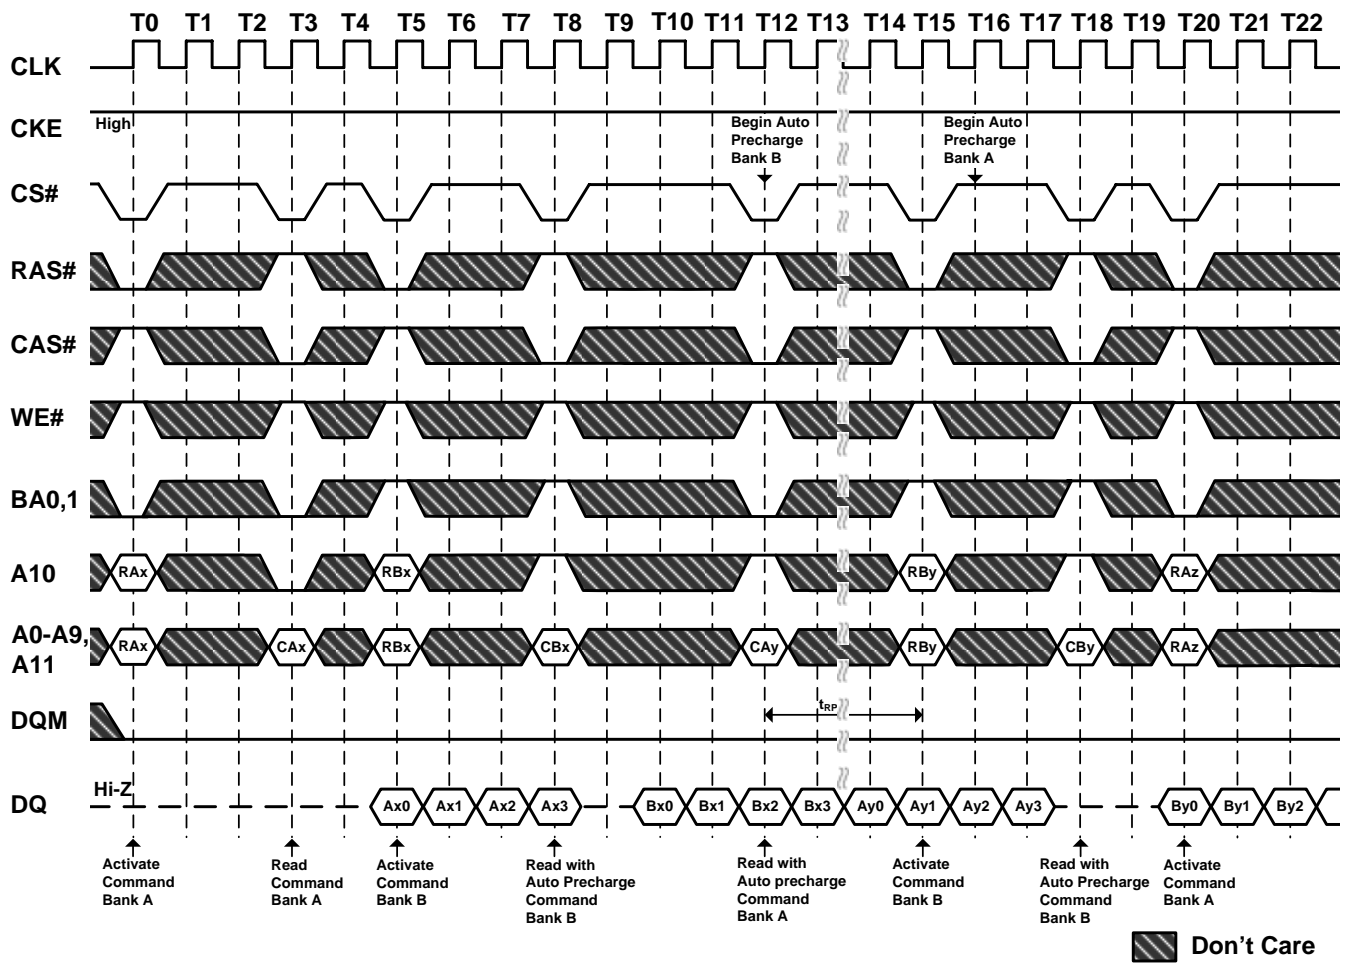 T0 T1 T2 T3 T4 T5 T6 T7 T8 T9 T10 T11 T12 T13 T14 T15 T16 T17 T18 T19 T20 T21 T22
CLK
CKE
High
Begin Auto
Precharge
Bank B
Begin Auto
Precharge
Bank A
CS#
RAS#
CAS#
WE#
BA0,1
A10
RAx RBx RBy RAz
A0-A9,
A11
RAx CAx RBx CBx CAy RBy CBy RAz
DQM
tRP
DQ
Hi-Z
Ax0 Ax1 Ax2 Ax3 Bx0 Bx1 Bx2 Bx3 Ay0 Ay1 Ay2 Ay3 By0 By1 By2
Activate
Command
Bank A
Read
Command
Bank A
Activate
Command
Bank B
Read with
Auto Precharge
Command
Bank B
Read with
Auto precharge
Command
Bank A
Activate
Command
Bank B
Read with
Auto Precharge
Command
Bank B
Activate
Command
Bank A
Don't Care